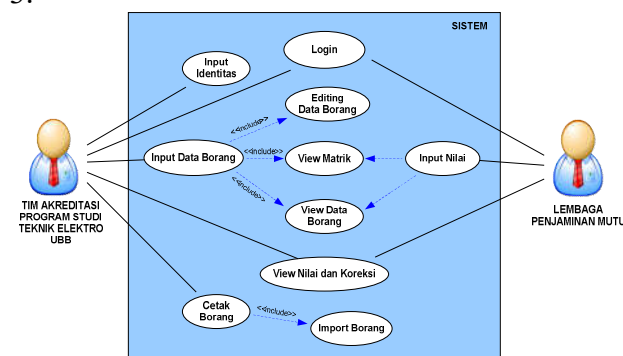 SISTEM
Login
Input
Identitas
Editing
Data Borang
<<include>>
Input Data Borang
<<include>>
View Matrik
Input Nilai
<<include>>
View Data
Borang
TIM AKREDITASI
PROGRAM STUDI
TEKNIK ELEKTRO
UBB
LEMBAGA
PENJAMINAN MUTU
View Nilai dan Koreksi
Cetak
Borang
<<include>>
Import Borang